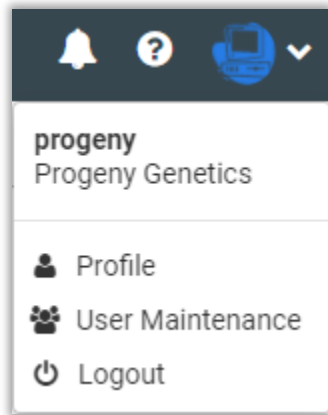 progeny
Progeny Genetics
Profile
User Maintenance
Logout